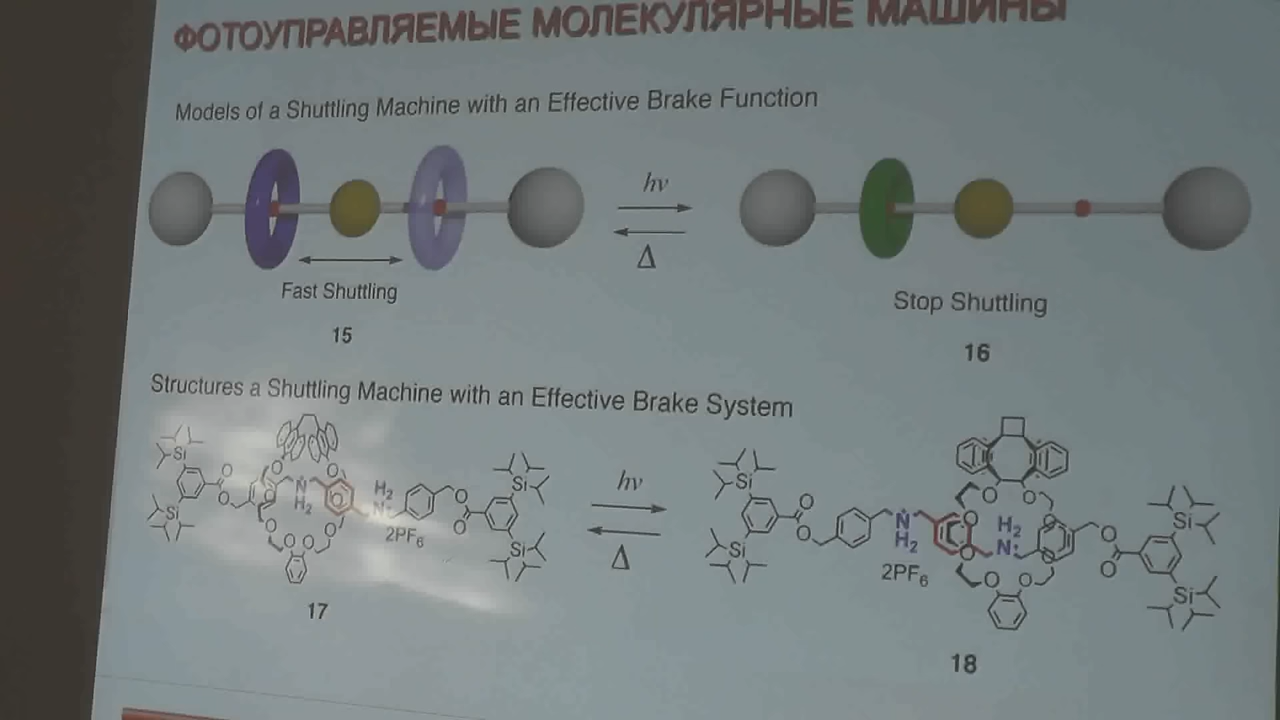 ФОТОУПРАВЛЯЕМЫЕ МОЛЕКУЛЯРНЫЕ МАШИНЫ
Models of a Shuttling Machine with an Effective Brake Function
hν
Δ
Fast Shuttling
Stop Shuttling
15
16
Structures a Shuttling Machine with an Effective Brake System
Si
O
O
Si
O
O
N
H2
O
O
O
O
H2
N
2PF6
O
O
Si
Si
17
hν
Δ
Si
Si
O
O
N
H2
2PF6
O
O
O
O
H2
N
O
O
O
O
Si
Si
18